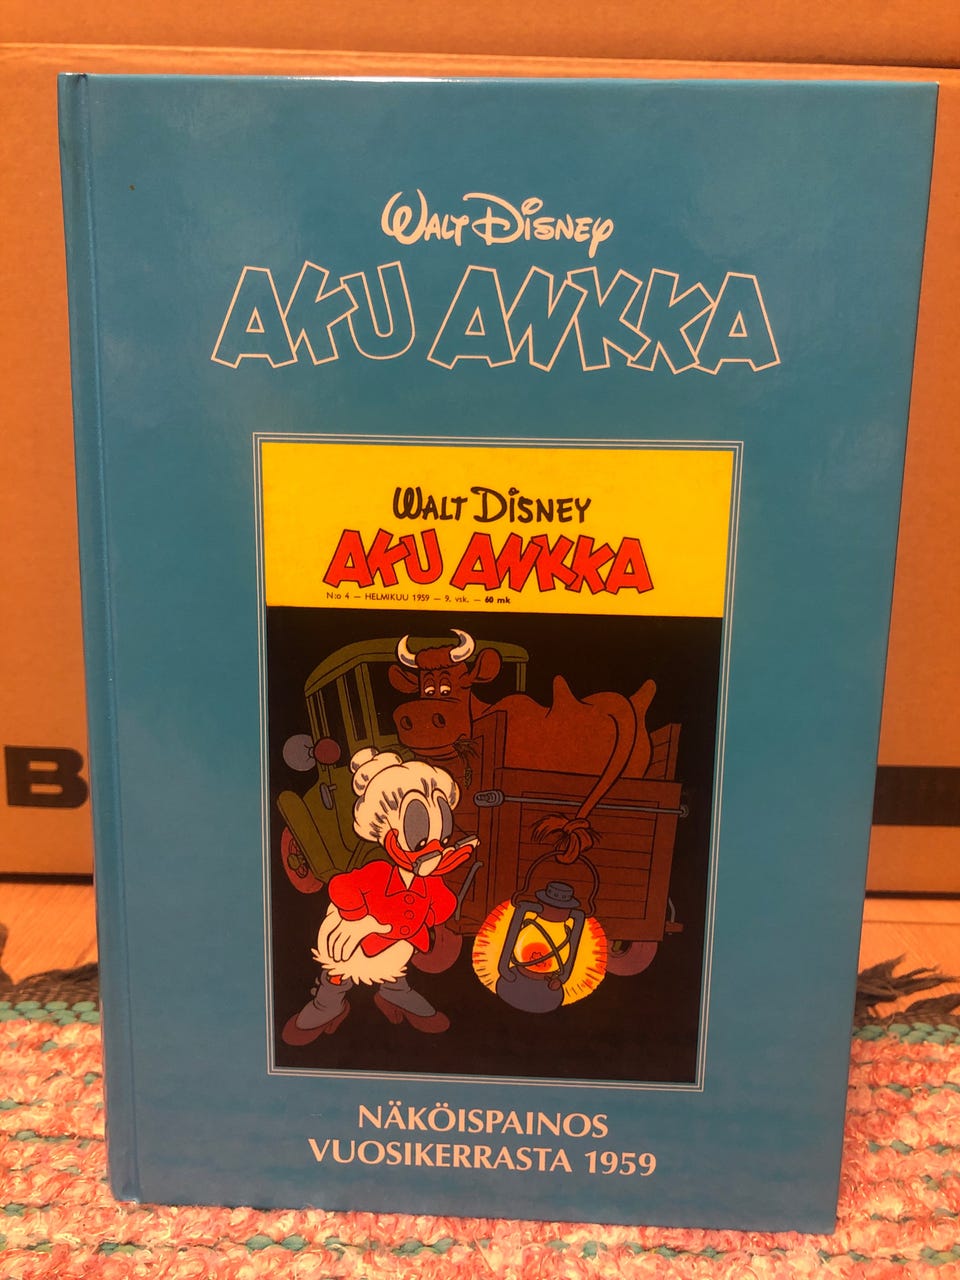 WALT DISNEY
AKU ANKKA
WALT DISNEY
AKU ANKKA
N:o 4 — HELMIKUU 1959 — 9. vsk. — 60 mk
B
NÄKÖISPAINOS
VUOSIKERRASTA 1959